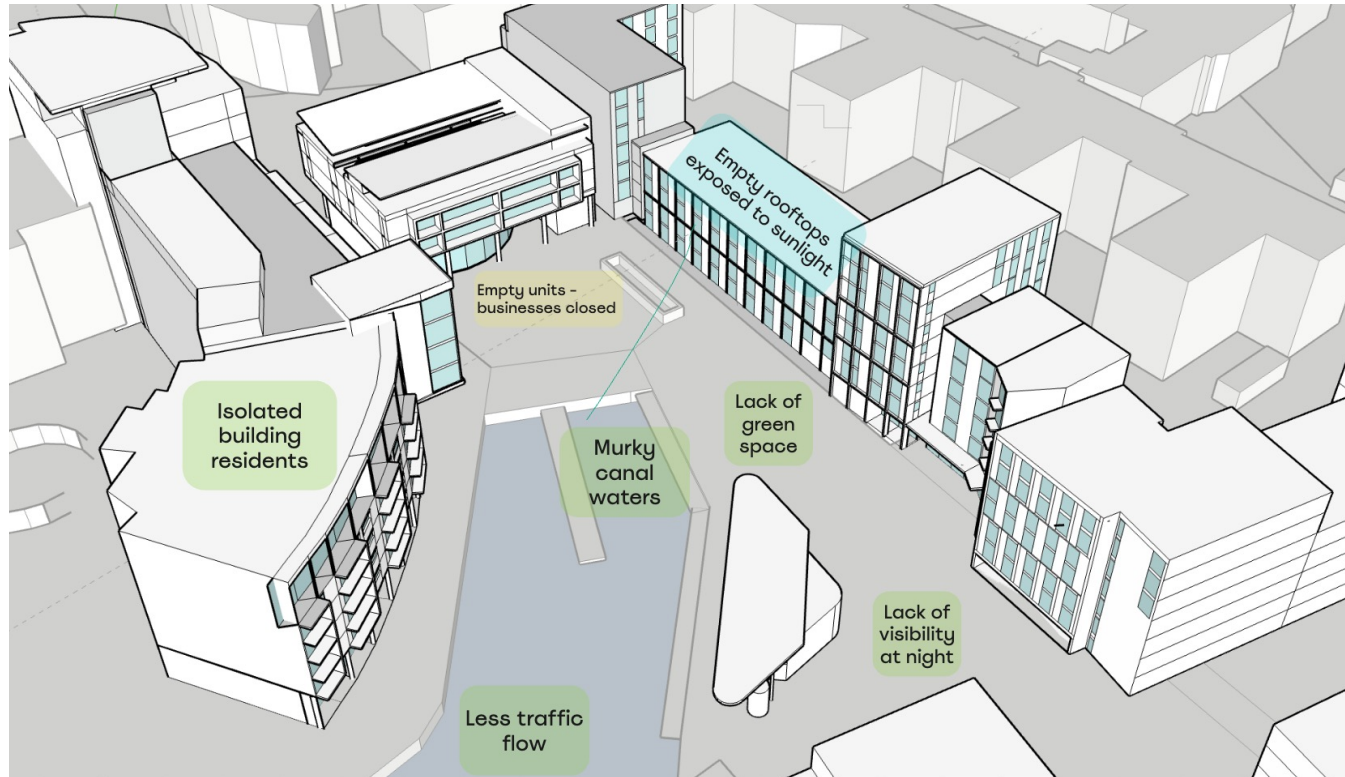 Empty rooftops
exposed to sunlight
Empty units -
businesses closed
Isolated
building
residents
Lack of
green
space
Murky
canal
waters
Lack of
visibility
at night
Less traffic
flow